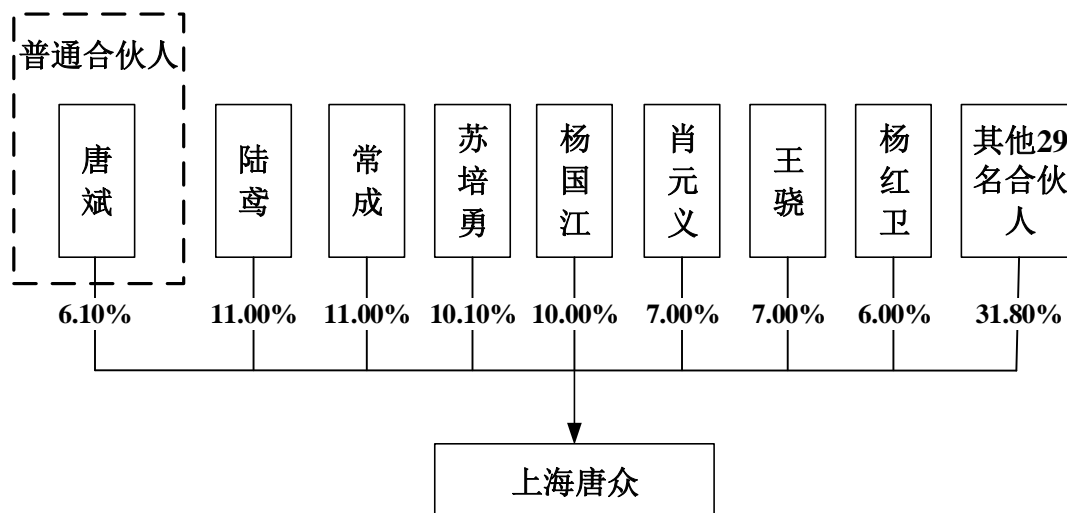 普通合伙人
唐斌
陆鸢
常成
苏培勇
杨国江
肖元义
王骁
杨红卫
其他29
名合伙
人
6.10%
11.00%
11.00%
10.10%
10.00%
7.00%
7.00%
6.00%
31.80%
上海唐众